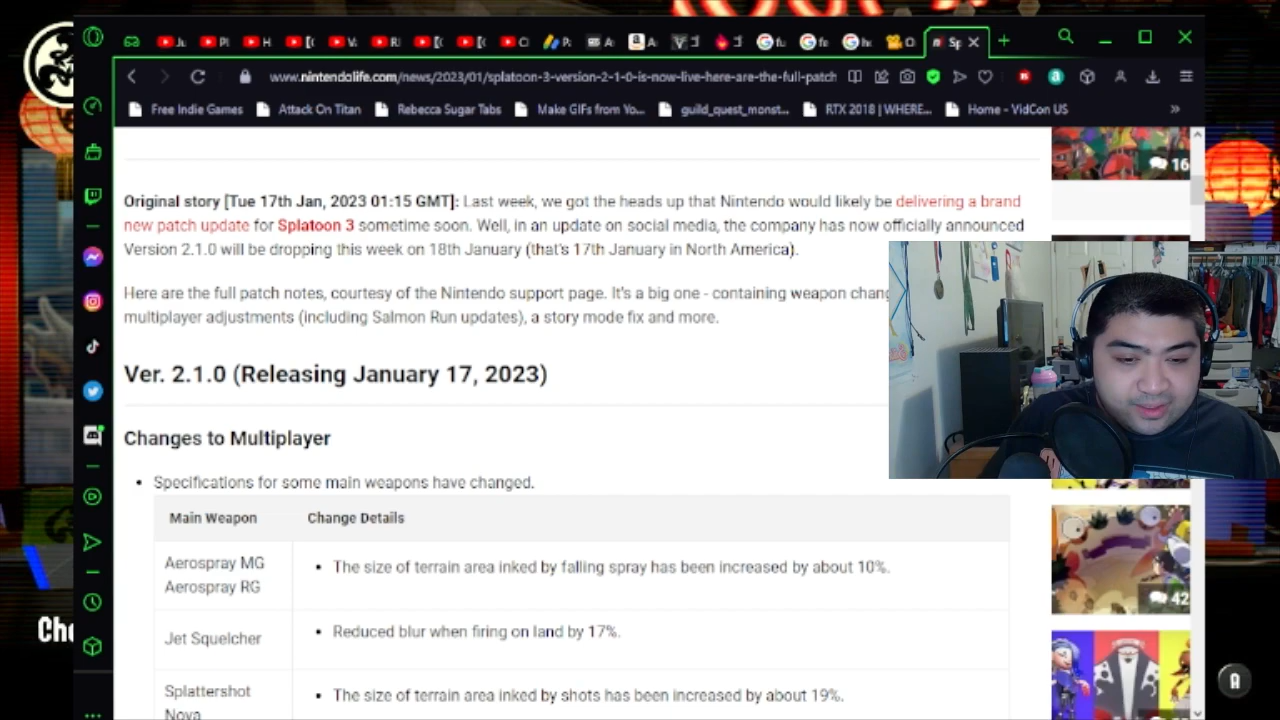 www.nintendolife.com/news/2023/01/splatoon-3-version-2-1-0-is-now-live-here-are-the-full-patch
Free Indie Games
Attack On Titan
Rebecca Sugar Tabs
Make GIFs from Yo...
guild_quest_monst...
RTX 2018 | WHERE...
Home - VidCon US
16
Original story [Tue 17th Jan, 2023 01:15 GMT]: Last week, we got the heads up that Nintendo would likely be delivering a brand
new patch update for Splatoon 3 sometime soon. Well, in an update on social media, the company has now officially announced
Version 2.1.0 will be dropping this week on 18th January (that's 17th January in North America).
Here are the full patch notes, courtesy of the Nintendo support page. It's a big one - containing weapon chang
multiplayer adjustments (including Salmon Run updates), a story mode fix and more.
Ver. 2.1.0 (Releasing January 17, 2023)
Changes to Multiplayer
• Specifications for some main weapons have changed.
Main Weapon
Change Details
Aerospray MG
Aerospray RG
• The size of terrain area inked by falling spray has been increased by about 10%.
42
Jet Squelcher
• Reduced blur when firing on land by 17%.
Splattershot
Nova
• The size of terrain area inked by shots has been increased by about 19%.
Che
A